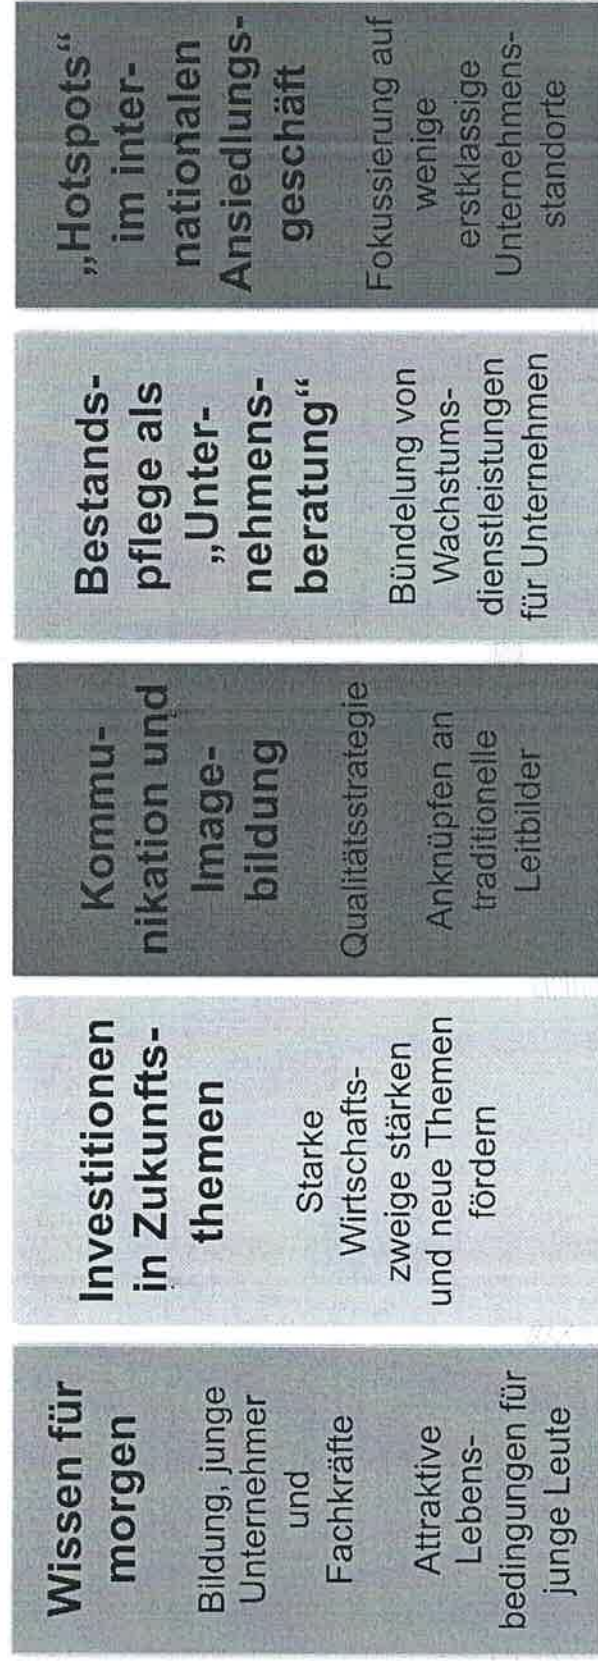 Wissen für
morgen
Bildung, junge
Unternehmer
und
Fachkräfte
Attraktive
Lebens-
bedingungen für
junge Leute
Investitionen
in Zukunfts-
themen
Starke
Wirtschafts-
zweige stärken
und neue Themen
fördern
Kommu-
nikation und
Image-
bildung
Qualitätsstrategie
Anknüpfen an
traditionelle
Leitbilder
Bestands-
pflege als
„Unter-
nehmens-
beratung“
Bündelung von
Wachstums-
dienstleistungen
für Unternehmen
„Hotspots“
im inter-
nationalen
Ansiedlungs-
geschäft
Fokussierung auf
wenige
erstklassige
Unternehmens-
standorte